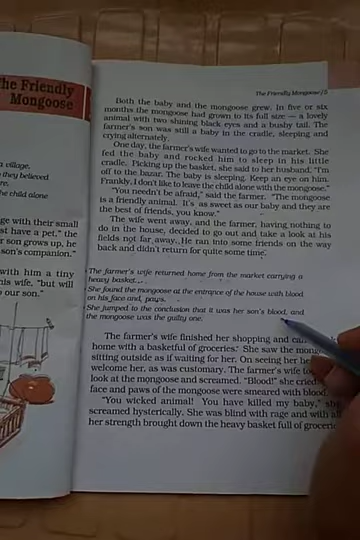 he Friendly
Mongoose
a village.
they believed
re.
he child alone
ge with their small
st have a pet," the
r son grows up, he
son's companion."
with him a tiny
is wife, "but will
o our son."
The Friendly Mongoose/5
Both the baby and the mongoose grew. In five or six
months the mongoose had grown to its full size — a lovely
animal with two shining black eyes and a bushy tail. The
farmer's son was still a baby in the cradle, sleeping and
crying alternately.
One day, the farmer's wife wanted to go to the market. She
fed the baby and rocked him to sleep in his little
cradle. Picking up the basket, she said to her husband, "I'm
off to the bazar. The baby is sleeping. Keep an eye on him.
Frankly, I don't like to leave the child alone with the mongoose."
"You needn't be afraid," said the farmer. "The mongoose
is a friendly animal. It's as sweet as our baby and they are
the best of friends, you know."
The wife went away, and the farmer, having nothing to
do in the house, decided to go out and take a look at his
fields not far away. He ran into some friends on the way
back and didn't return for quite some time.
The farmer's wife returned home from the market carrying a
heavy basket.
She found the mongoose at the entrance of the house with blood
on his face and paws.
She jumped to the conclusion that it was her son's blood, and
the mongoose was the guilty one.
The farmer's wife finished her shopping and ca
home with a basketful of groceries. She saw the mong
sitting outside as if waiting for her. On seeing her he
welcome her, as was customary. The farmer's wife to
look at the mongoose and screamed. "Blood!" she cried
face and paws of the mongoose were smeared with blood.
"You wicked animal! You have killed my baby," she
screamed hysterically. She was blind with rage and with al
her strength brought down the heavy basket full of groceri